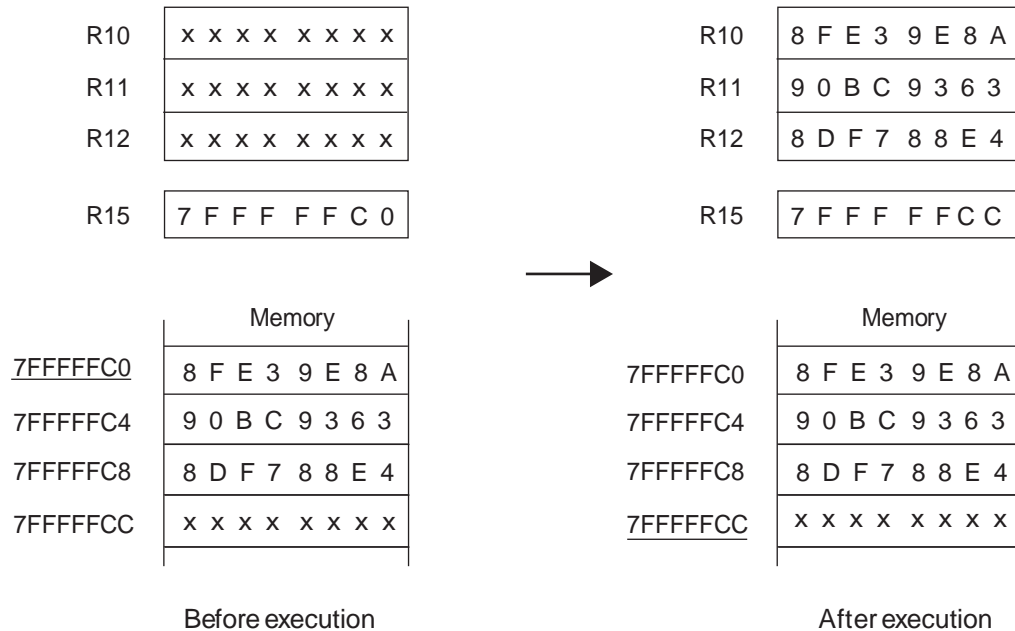 R10 x x x x x x x x
R11 x x x x x x x x
R12 x x x x x x x x
R15 7 F F F F F C 0
Memory
7FFFFFC0 8 F E 3 9 E 8 A
7FFFFFC4 9 0 B C 9 3 6 3
7FFFFFC8 8 D F 7 8 8 E 4
7FFFFFCC x x x x x x x x
Before execution
R10 8 F E 3 9 E 8 A
R11 9 0 B C 9 3 6 3
R12 8 D F 7 8 8 E 4
R15 7 F F F F F C C
Memory
7FFFFFC0 8 F E 3 9 E 8 A
7FFFFFC4 9 0 B C 9 3 6 3
7FFFFFC8 8 D F 7 8 8 E 4
7FFFFFCC x x x x x x x x
After execution